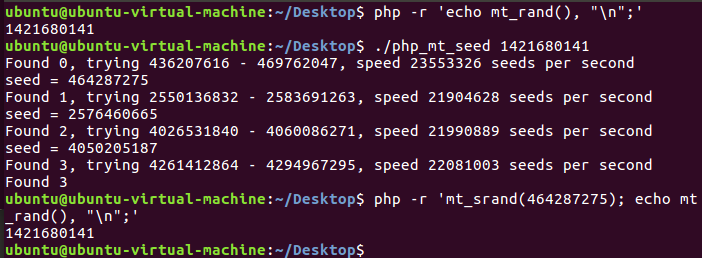 ubuntu@ubuntu-virtual-machine:~/Desktop$ php -r 'echo mt_rand(), "\n";'
1421680141
ubuntu@ubuntu-virtual-machine:~/Desktop$ ./php_mt_seed 1421680141
Found 0, trying 436207616 - 469762047, speed 23553326 seeds per second
seed = 464287275
Found 1, trying 2550136832 - 2583691263, speed 21904628 seeds per second
seed = 2576460665
Found 2, trying 4026531840 - 4060086271, speed 21990889 seeds per second
seed = 4050205187
Found 3, trying 4261412864 - 4294967295, speed 22081003 seeds per second
Found 3
ubuntu@ubuntu-virtual-machine:~/Desktop$ php -r 'mt_srand(464287275); echo mt
_rand(), "\n";'
1421680141
ubuntu@ubuntu-virtual-machine:~/Desktop$